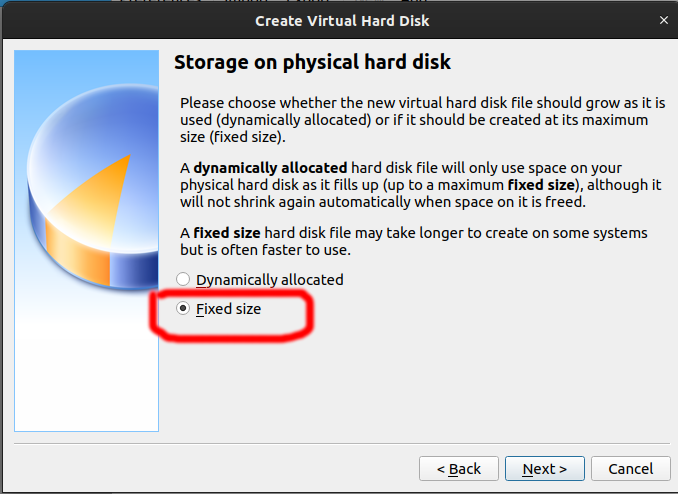 Create Virtual Hard Disk
×
Storage on physical hard disk
Please choose whether the new virtual hard disk file should grow as it is
used (dynamically allocated) or if it should be created at its maximum
size (fixed size).
A dynamically allocated hard disk file will only use space on your
physical hard disk as it fills up (up to a maximum fixed size), although it
will not shrink again automatically when space on it is freed.
A fixed size hard disk file may take longer to create on some systems
but is often faster to use.
Dynamically allocated
Fixed size
< Back
Next >
Cancel